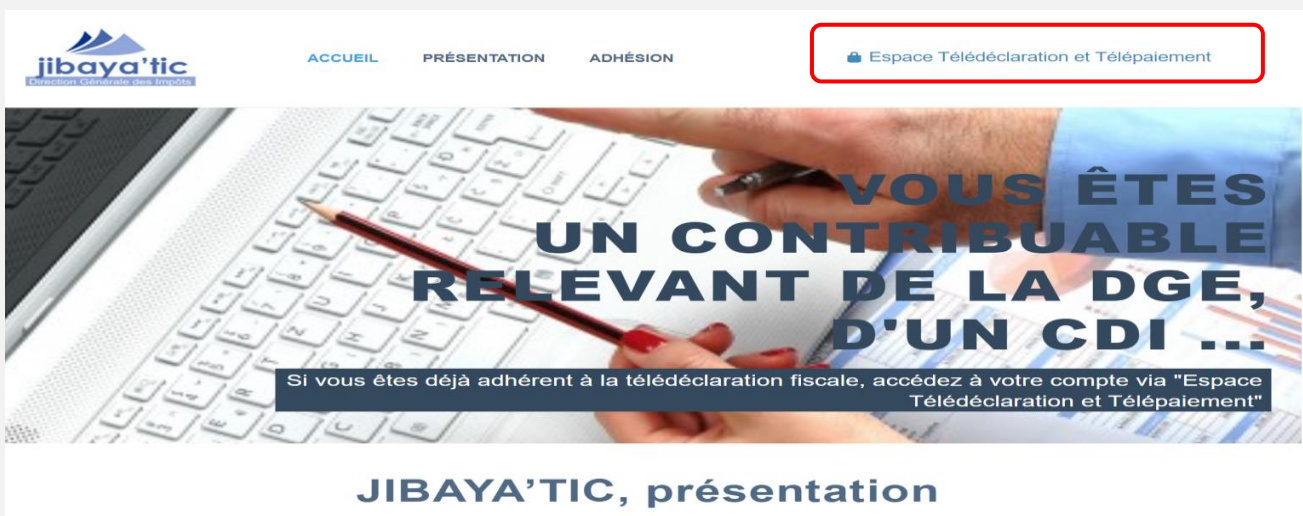 jibaya'tic
Direction Générale des Impôts
ACCUEIL
PRÉSENTATION
ADHÉSION
Espace Télédéclaration et Télépaiement
VOUS ÊTES
UN CONTRIBUABLE
RELEVANT DE LA DGE,
D'UN CDI ...
Si vous êtes déjà adhérent à la télédéclaration fiscale, accédez à votre compte via "Espace
Télédéclaration et Télépaiement"
JIBAYA'TIC, présentation